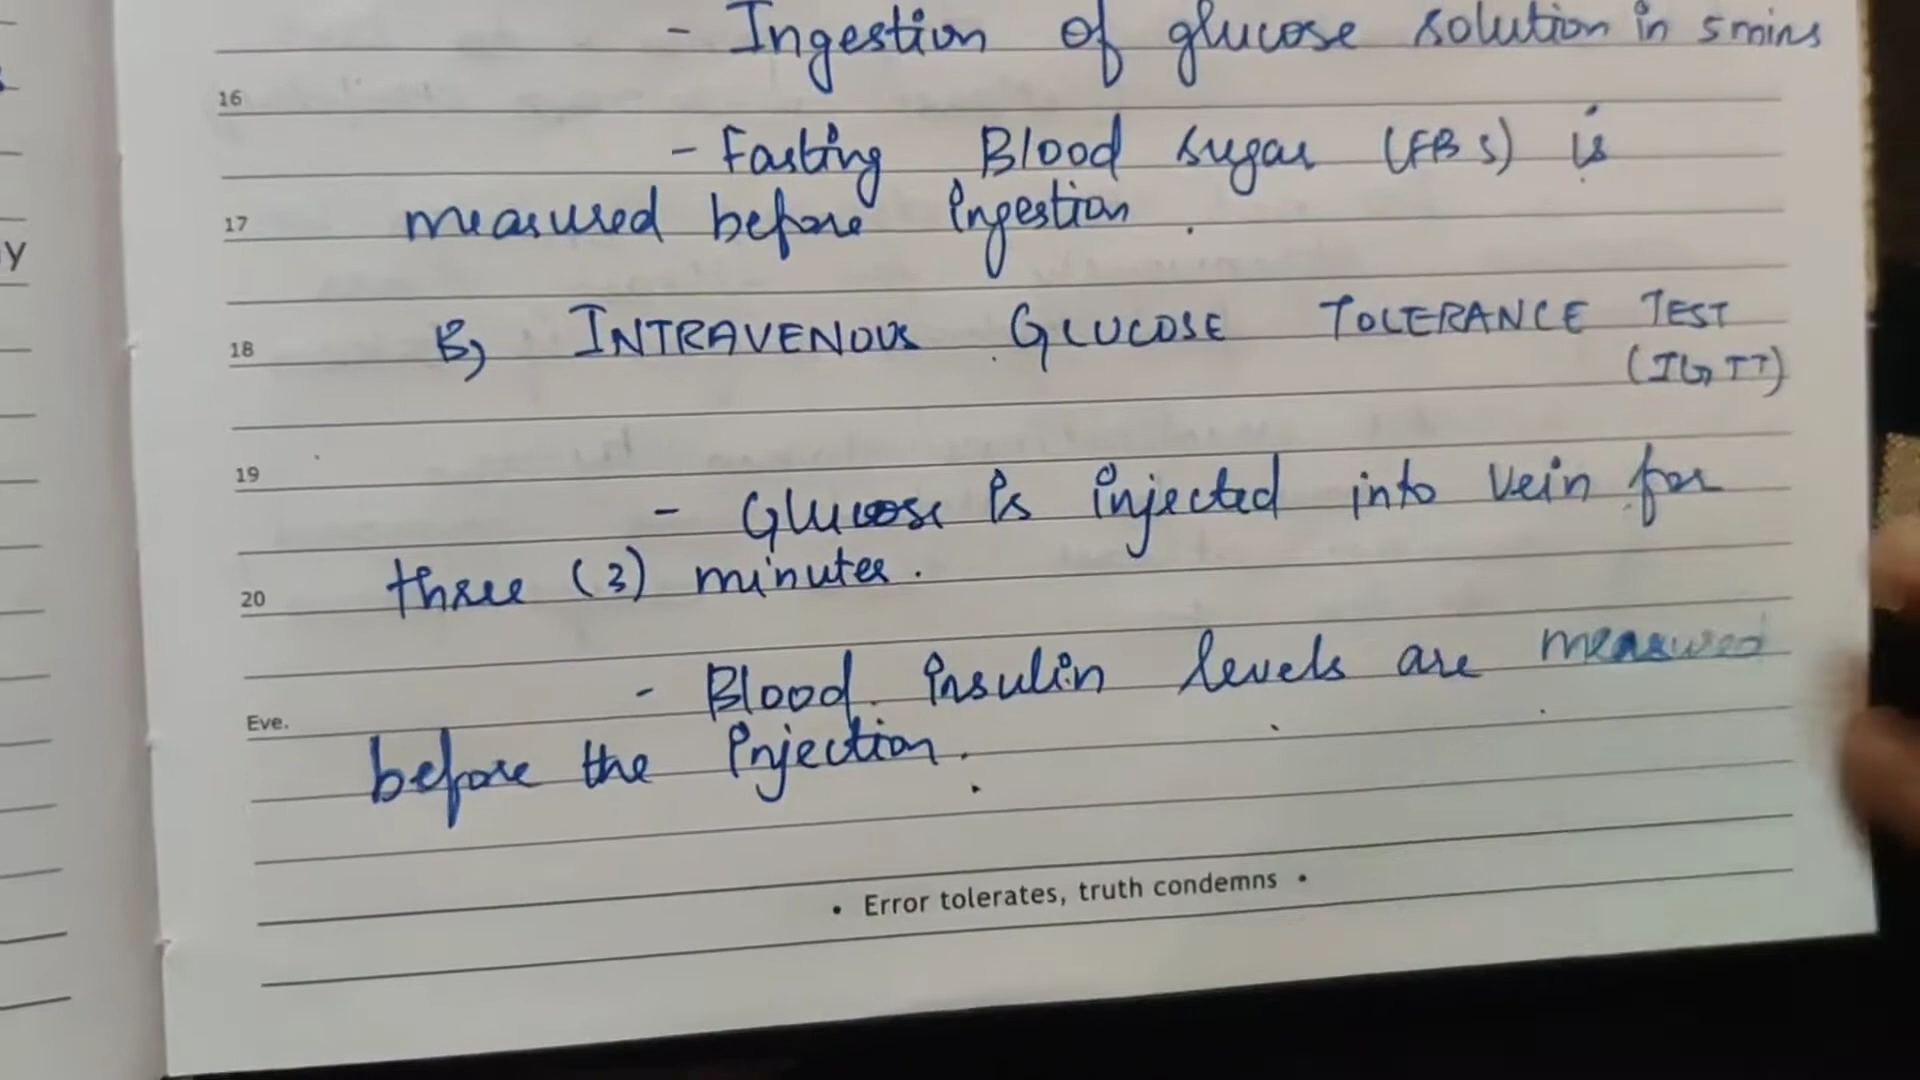 - Ingestion of glucose solution in 5 mins
16
- Fasting Blood sugar (FBS) is
17 measured before ingestion.
18 B) INTRAVENOUS GLUCOSE TOLERANCE TEST
(IGTT)
19
- Glucose is injected into vein for
20 three (3) minutes.
- Blood insulin levels are measured
Eve.
before the injection.
• Error tolerates, truth condemns •
y